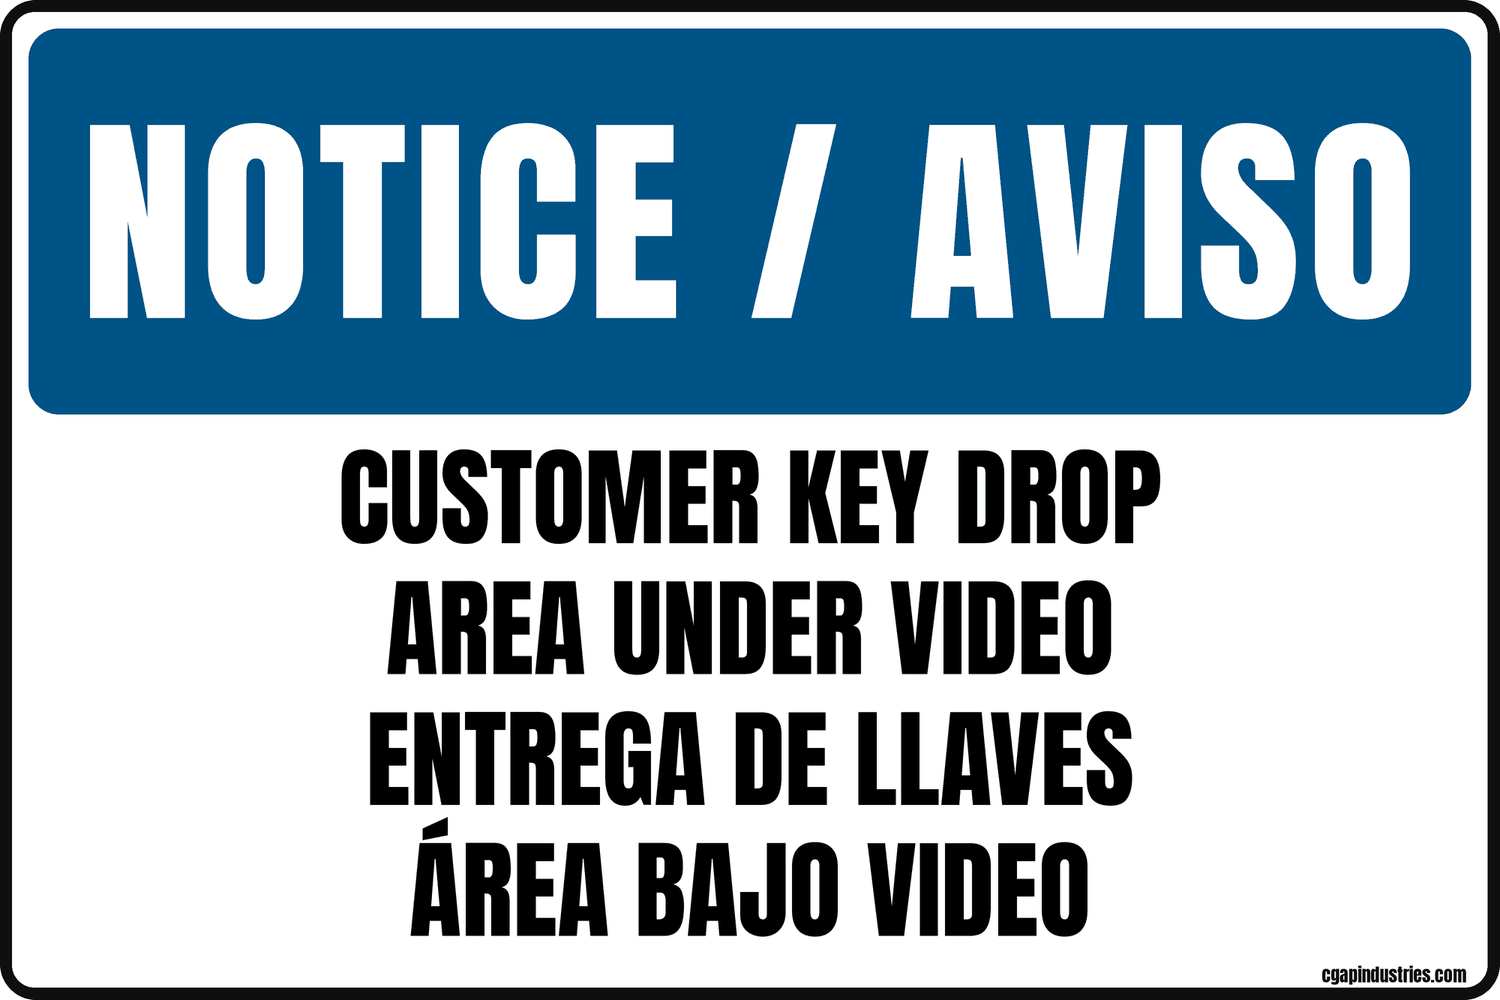 NOTICE / AVISO
CUSTOMER KEY DROP
AREA UNDER VIDEO
ENTREGA DE LLAVES
ÁREA BAJO VIDEO
cgapindustries.com